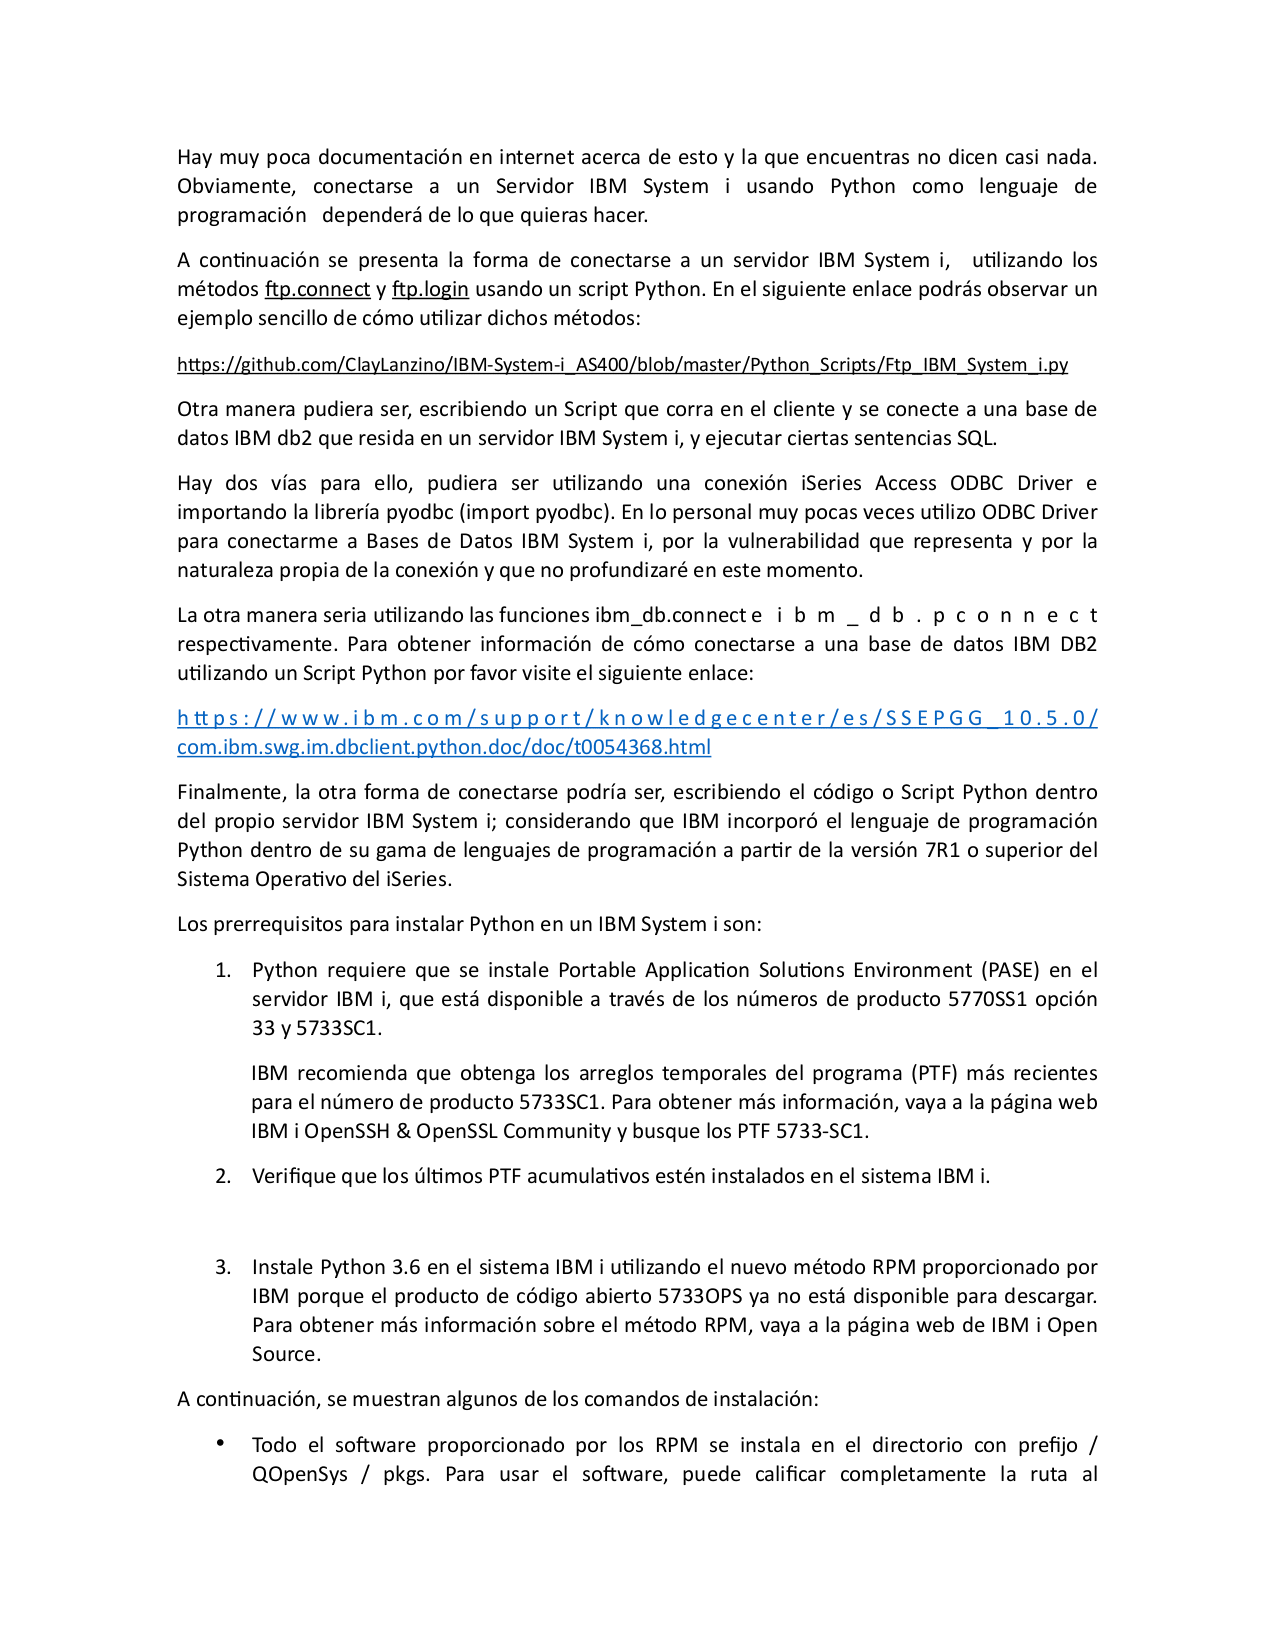 Hay muy poca documentación en internet acerca de esto y la que encuentras no dicen casi nada.
Obviamente, conectarse a un Servidor IBM System i usando Python como lenguaje de
programación dependerá de lo que quieras hacer.
A continuación se presenta la forma de conectarse a un servidor IBM System i, utilizando los
métodos ftp.connect y ftp.login usando un script Python. En el siguiente enlace podrás observar un
ejemplo sencillo de cómo utilizar dichos métodos:
https://github.com/ClayLanzino/IBM-System-i_AS400/blob/master/Python_Scripts/Ftp_IBM_System_i.py
Otra manera pudiera ser, escribiendo un Script que corra en el cliente y se conecte a una base de
datos IBM db2 que resida en un servidor IBM System i, y ejecutar ciertas sentencias SQL.
Hay dos vías para ello, pudiera ser utilizando una conexión iSeries Access ODBC Driver e
importando la librería pyodbc (import pyodbc). En lo personal muy pocas veces utilizo ODBC Driver
para conectarme a Bases de Datos IBM System i, por la vulnerabilidad que representa y por la
naturaleza propia de la conexión y que no profundizaré en este momento.
La otra manera seria utilizando las funciones ibm_db.connect e ibm_db.pconnect
respectivamente. Para obtener información de cómo conectarse a una base de datos IBM DB2
utilizando un Script Python por favor visite el siguiente enlace:
https://www.ibm.com/support/knowledgecenter/es/SSEPGG_10.5.0/
com.ibm.swg.im.dbclient.python.doc/doc/t0054368.html
Finalmente, la otra forma de conectarse podría ser, escribiendo el código o Script Python dentro
del propio servidor IBM System i; considerando que IBM incorporó el lenguaje de programación
Python dentro de su gama de lenguajes de programación a partir de la versión 7R1 o superior del
Sistema Operativo del iSeries.
Los prerrequisitos para instalar Python en un IBM System i son:
1. Python requiere que se instale Portable Application Solutions Environment (PASE) en el
servidor IBM i, que está disponible a través de los números de producto 5770SS1 opción
33 y 5733SC1.
IBM recomienda que obtenga los arreglos temporales del programa (PTF) más recientes
para el número de producto 5733SC1. Para obtener más información, vaya a la página web
IBM i OpenSSH & OpenSSL Community y busque los PTF 5733-SC1.
2. Verifique que los últimos PTF acumulativos estén instalados en el sistema IBM i.
3. Instale Python 3.6 en el sistema IBM i utilizando el nuevo método RPM proporcionado por
IBM porque el producto de código abierto 5733OPS ya no está disponible para descargar.
Para obtener más información sobre el método RPM, vaya a la página web de IBM i Open
Source.
A continuación, se muestran algunos de los comandos de instalación:
• Todo el software proporcionado por los RPM se instala en el directorio con prefijo /
QOpenSys / pkgs. Para usar el software, puede calificar completamente la ruta al